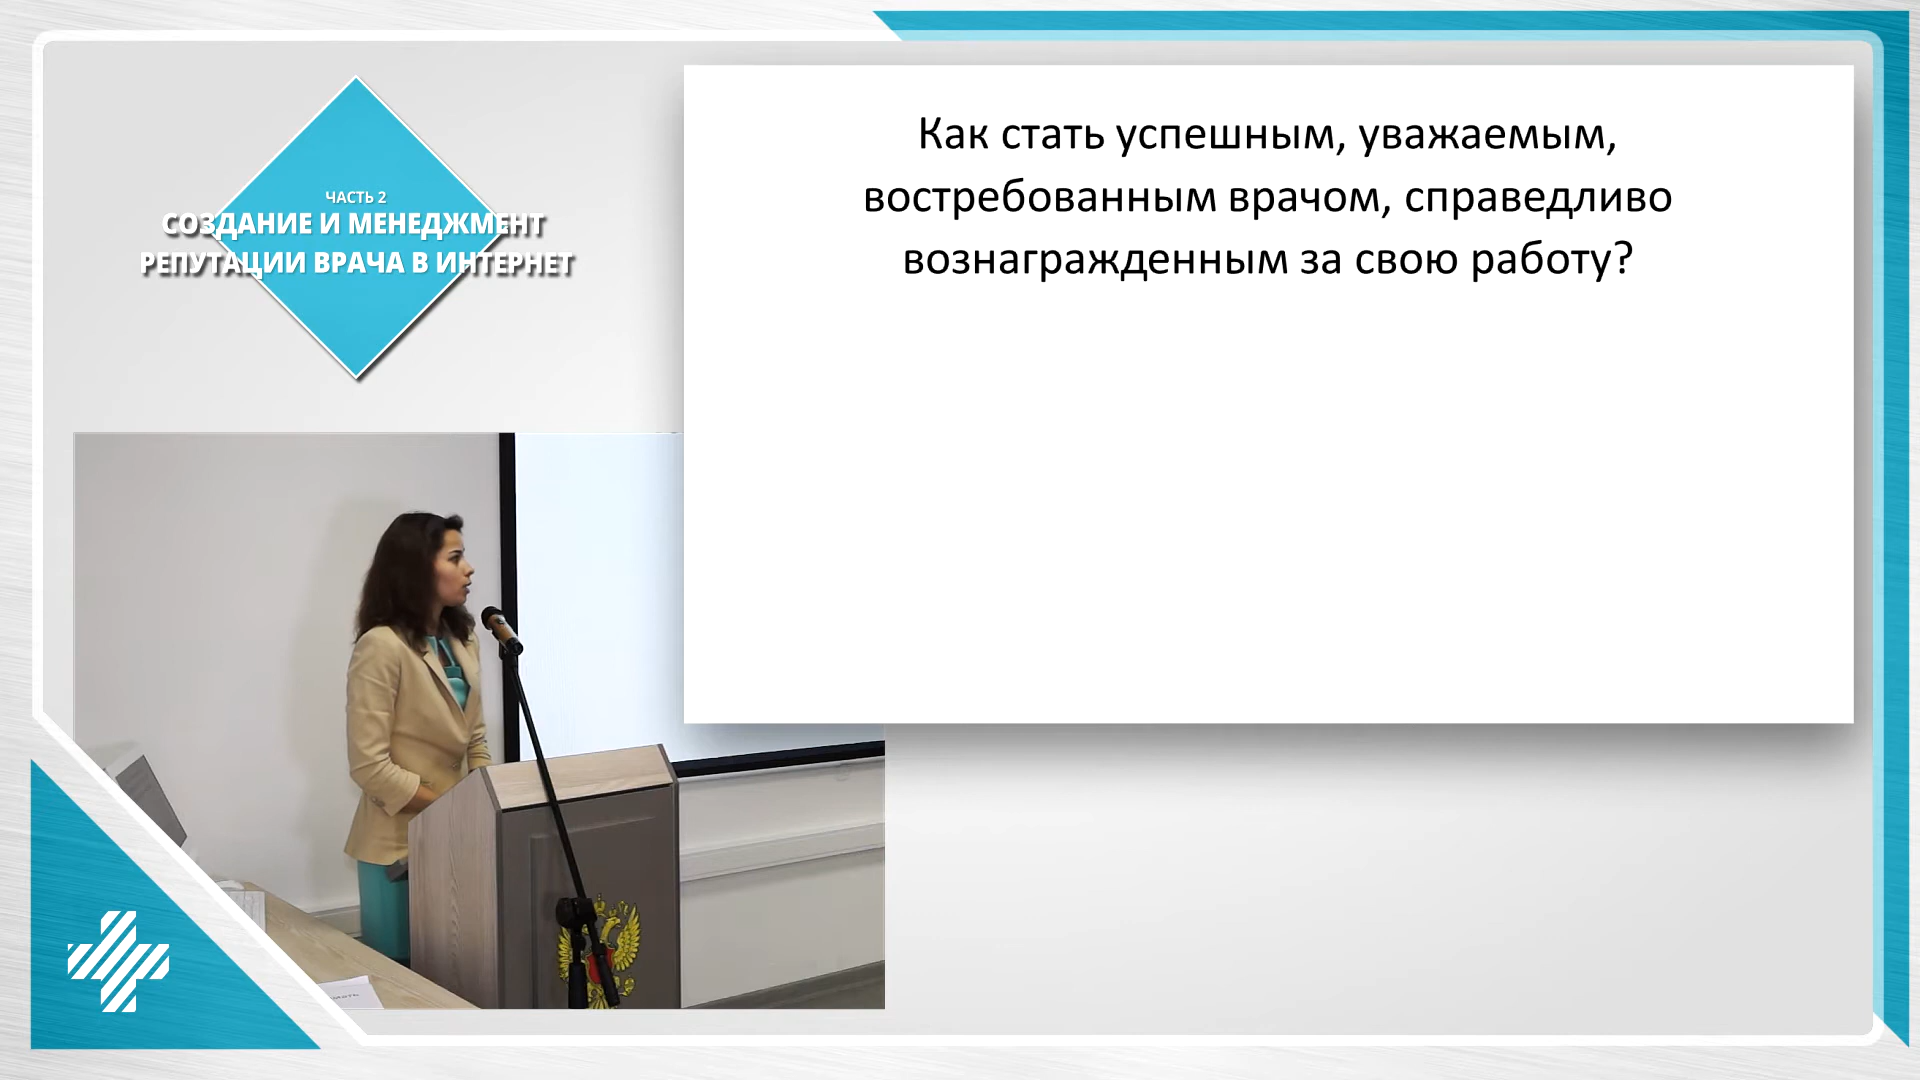 ЧАСТЬ 2
СОЗДАНИЕ И МЕНЕДЖМЕНТ
РЕПУТАЦИИ ВРАЧА В ИНТЕРНЕТ
Как стать успешным, уважаемым,
востребованным врачом, справедливо
вознагражденным за свою работу?